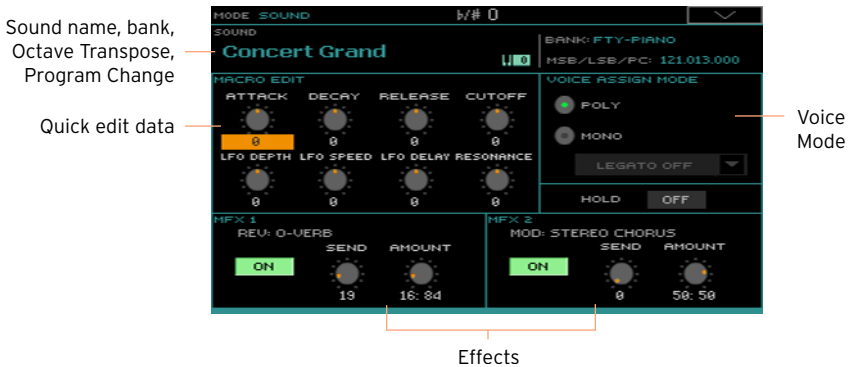 Sound name, bank,
Octave Transpose,
Program Change
Quick edit data
MODE SOUND
♭/# 0
SOUND
Concert Grand
0
BANK: FTY-PIANO
MSB/LSB/PC: 121.013.000
MACRO EDIT
ATTACK DECAY RELEASE CUTOFF
0 0 0 0
LFO DEPTH LFO SPEED LFO DELAY RESONANCE
0 0 0 0
VOICE ASSIGN MODE
POLY
MONO
LEGATO OFF
HOLD OFF
Voice
Mode
MFX 1
REV: O-VERB
SEND AMOUNT
ON
19 16: 84
MFX 2
MOD: STEREO CHORUS
SEND AMOUNT
ON
0 50: 50
Effects